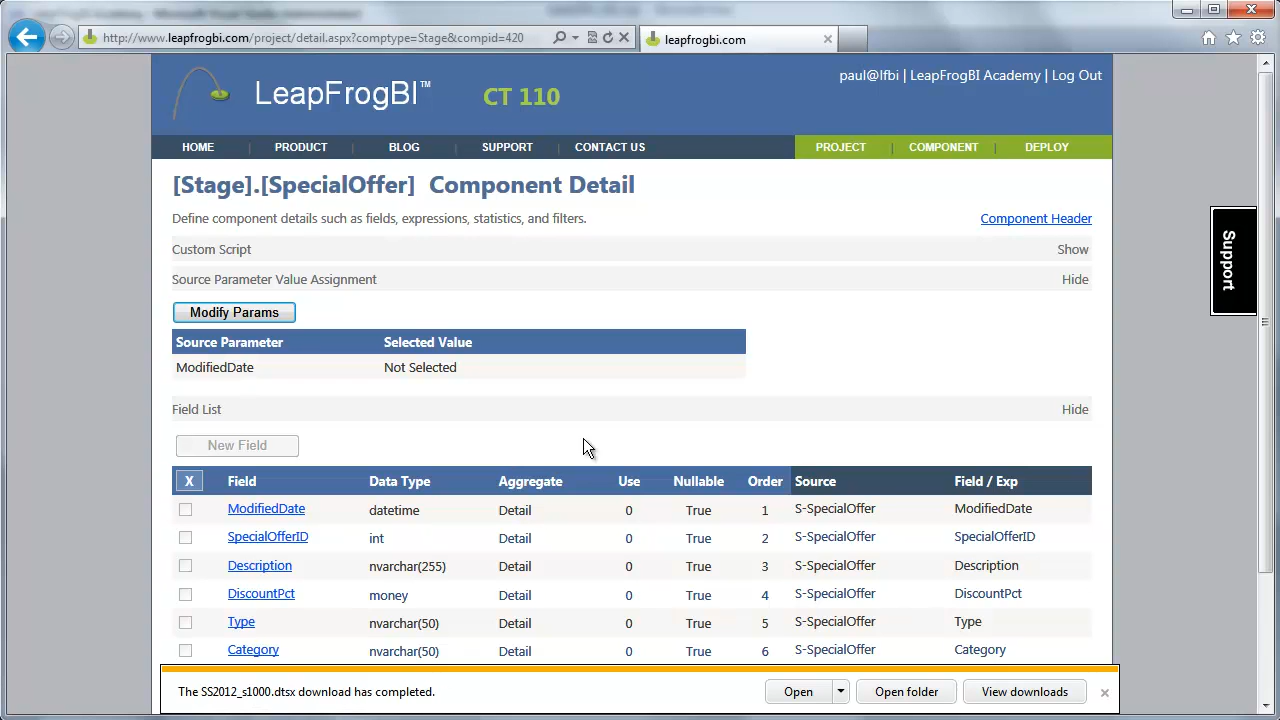 http://www.leapfrogbi.com/project/detail.aspx?comptype=Stage&compid=420
leapfrogbi.com
LeapFrogBI™ CT 110
paul@lfbi | LeapFrogBI Academy | Log Out
HOME PRODUCT BLOG SUPPORT CONTACT US PROJECT COMPONENT DEPLOY
[Stage].[SpecialOffer] Component Detail
Define component details such as fields, expressions, statistics, and filters. Component Header
Custom Script Show
Source Parameter Value Assignment Hide
Modify Params
Source Parameter Selected Value
ModifiedDate Not Selected
Field List Hide
New Field
X Field Data Type Aggregate Use Nullable Order Source Field / Exp
ModifiedDate datetime Detail 0 True 1 S-SpecialOffer ModifiedDate
SpecialOfferID int Detail 0 True 2 S-SpecialOffer SpecialOfferID
Description nvarchar(255) Detail 0 True 3 S-SpecialOffer Description
DiscountPct money Detail 0 True 4 S-SpecialOffer DiscountPct
Type nvarchar(50) Detail 0 True 5 S-SpecialOffer Type
Category nvarchar(50) Detail 0 True 6 S-SpecialOffer Category
The SS2012_s1000.dtsx download has completed. Open Open folder View downloads
Support